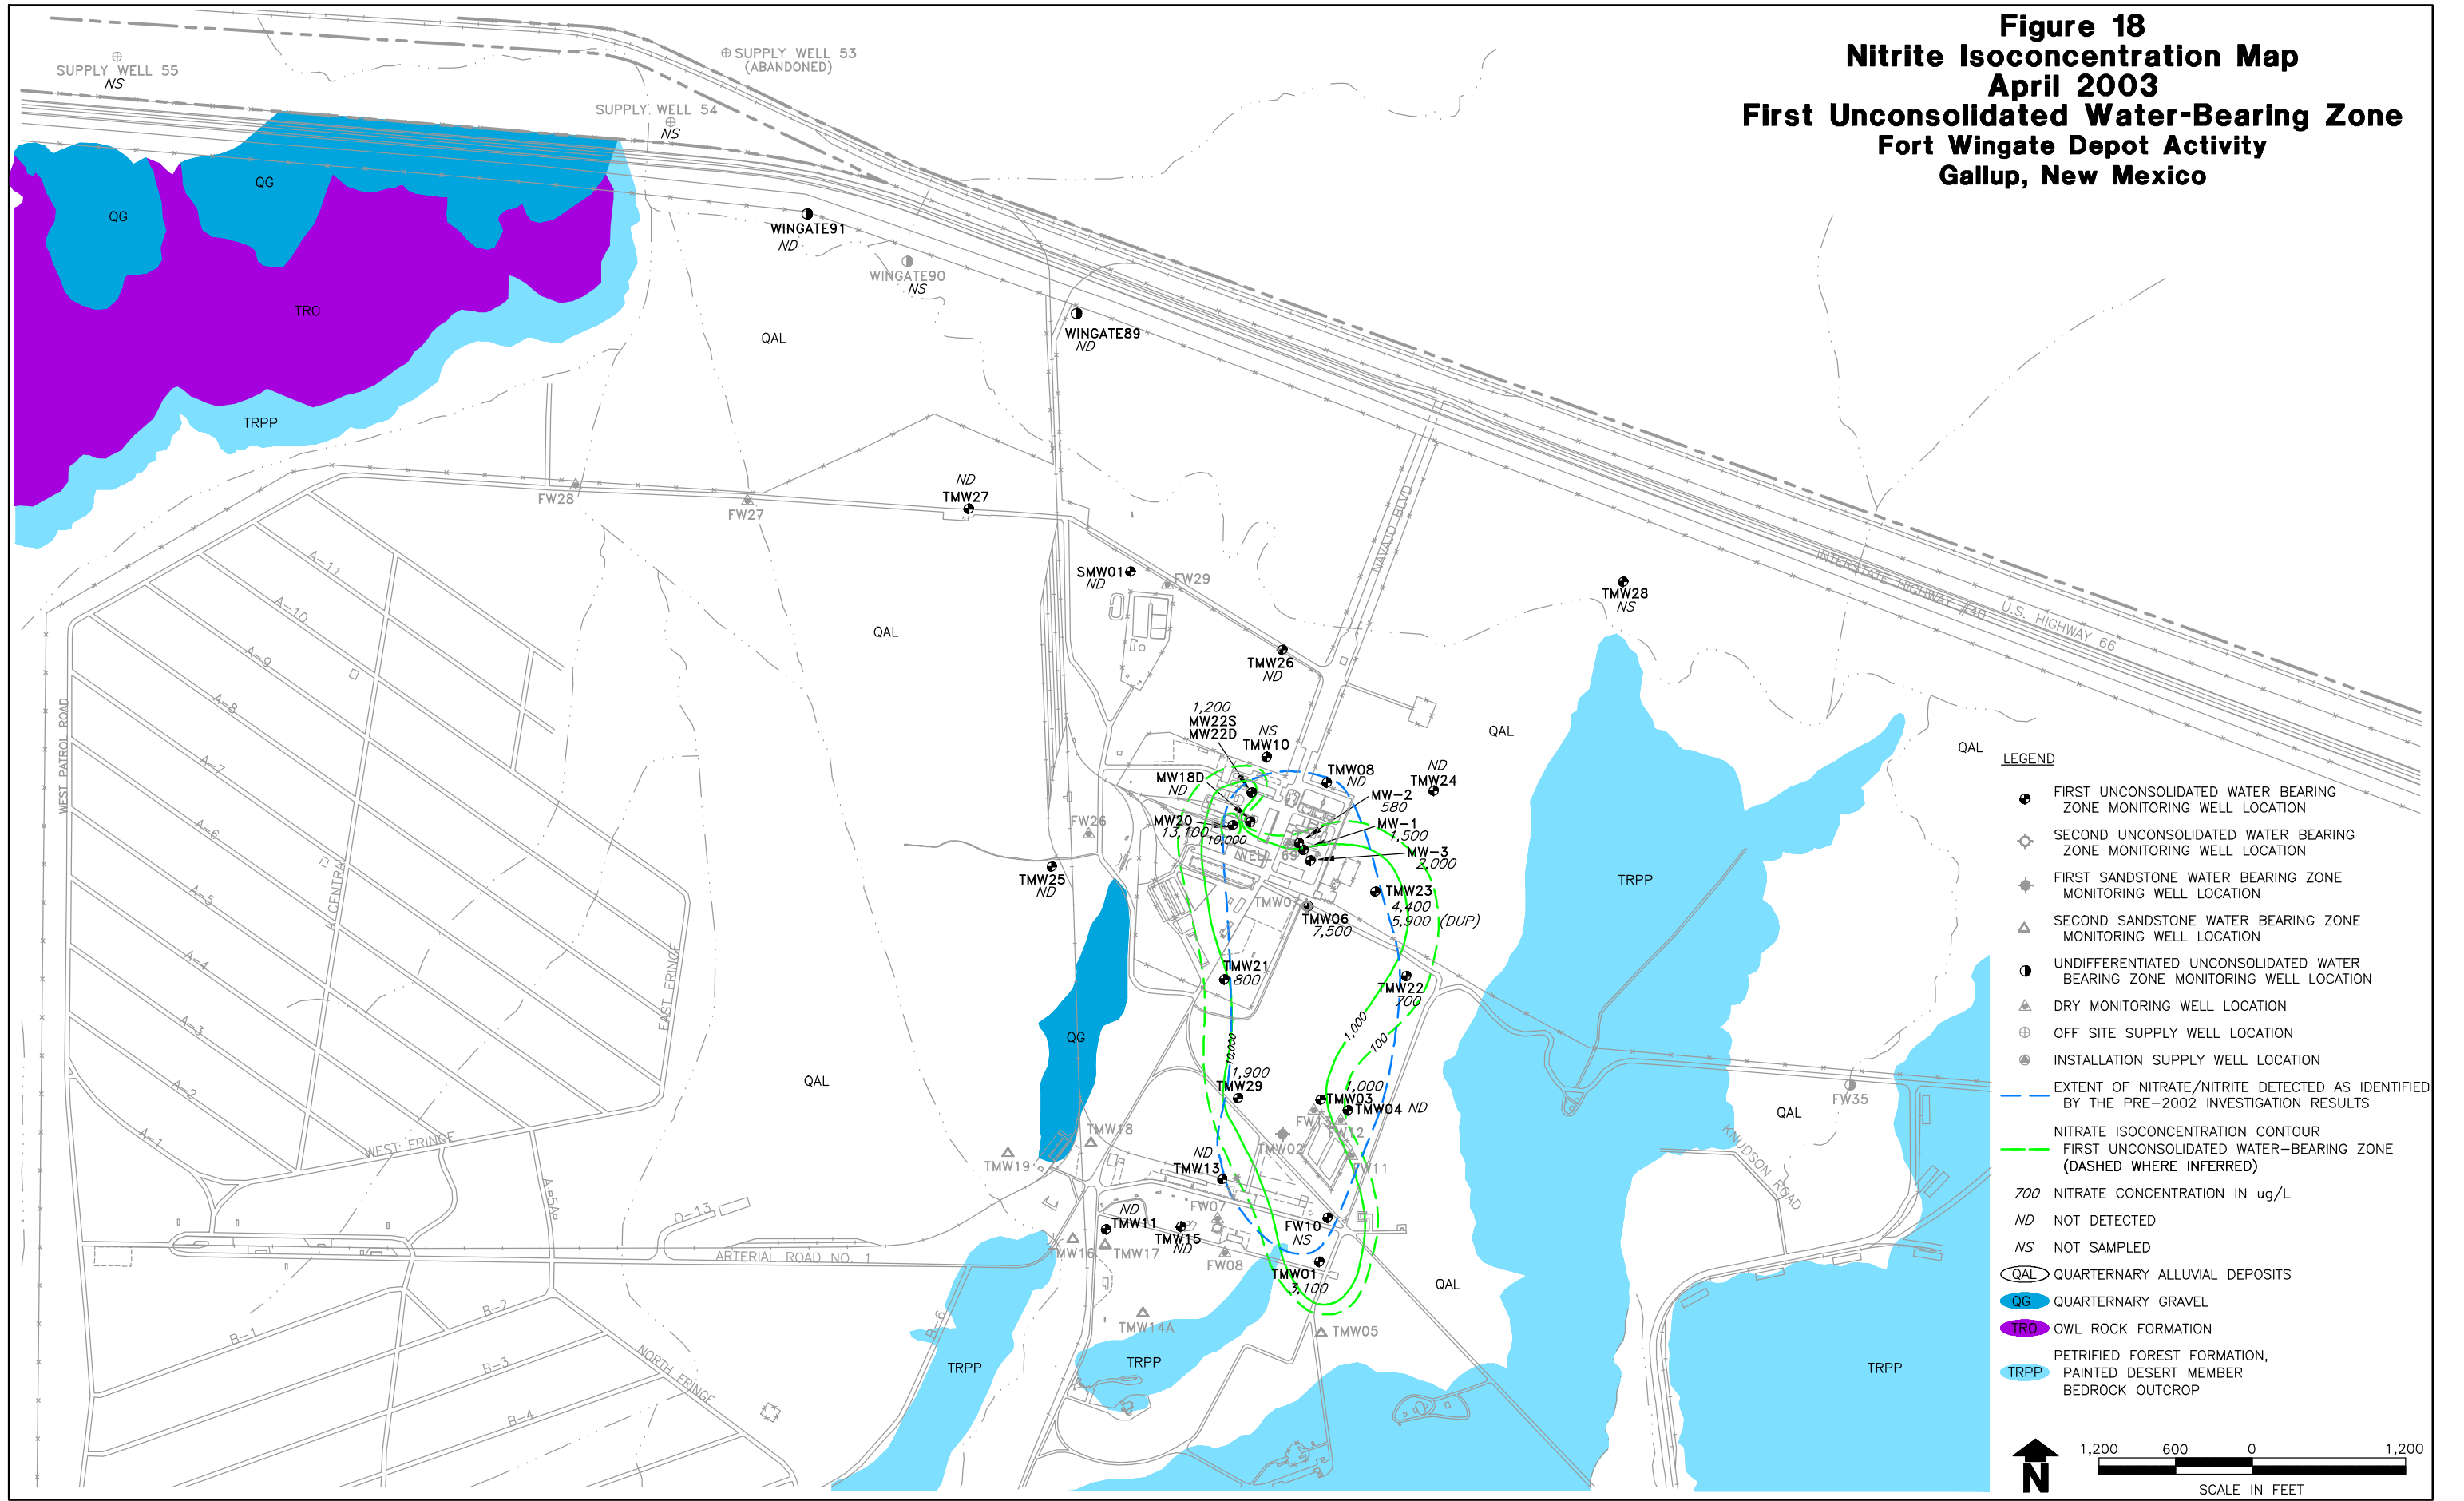 Figure 18
Nitrite Isoconcentration Map
April 2003
First Unconsolidated Water-Bearing Zone
Fort Wingate Depot Activity
Gallup, New Mexico
SUPPLY WELL 55
NS
SUPPLY WELL 53
(ABANDONED)
SUPPLY WELL 54
NS
QG
QG
TRO
TRPP
WINGATE91
ND
WINGATE90
NS
WINGATE89
ND
QAL
FW28
FW27
ND
TMW27
SMW01
ND
FW29
NAVAJO BLVD
INTERSTATE HIGHWAY #40
U.S. HIGHWAY 66
TMW28
NS
TMW26
ND
QAL
A-11
A-10
A-9
A-8
A-7
A-6
A-5
A-4
A-3
A-2
A-1
WEST PATROL ROAD
A-CENTRAL
EAST FRINGE
WEST FRINGE
1,200
MW22S
MW22D
NS
TMW10
MW18D
ND
TMW08
ND
ND
TMW24
MW-2
580
MW-1
1,500
MW-3
2,000
MW20
13,100
10,000
WELL 69
FW26
TMW25
ND
TMW23
4,400
5,900 (DUP)
TMW07
TMW06
7,500
TMW21
800
TMW22
700
1,000
100
10,000
QG
QAL
QAL
QAL
TRPP
1,900
TMW29
1,000
TMW03
TMW04 ND
FW13
FW12
FW11
TMW02
TMW18
TMW19
ND
TMW13
ND
TMW11
TMW15
ND
FW07
FW08
FW10
NS
TMW16
TMW17
TMW01
3,100
TMW14A
TMW05
QAL
QAL
FW35
KNUDSON ROAD
A-5A
O-13
ARTERIAL ROAD NO. 1
B-1
B-2
B-3
B-4
B-6
NORTH FRINGE
TRPP
TRPP
TRPP
LEGEND
FIRST UNCONSOLIDATED WATER BEARING
ZONE MONITORING WELL LOCATION
SECOND UNCONSOLIDATED WATER BEARING
ZONE MONITORING WELL LOCATION
FIRST SANDSTONE WATER BEARING ZONE
MONITORING WELL LOCATION
SECOND SANDSTONE WATER BEARING ZONE
MONITORING WELL LOCATION
UNDIFFERENTIATED UNCONSOLIDATED WATER
BEARING ZONE MONITORING WELL LOCATION
DRY MONITORING WELL LOCATION
OFF SITE SUPPLY WELL LOCATION
INSTALLATION SUPPLY WELL LOCATION
EXTENT OF NITRATE/NITRITE DETECTED AS IDENTIFIED
BY THE PRE-2002 INVESTIGATION RESULTS
NITRATE ISOCONCENTRATION CONTOUR
FIRST UNCONSOLIDATED WATER-BEARING ZONE
(DASHED WHERE INFERRED)
700 NITRATE CONCENTRATION IN ug/L
ND NOT DETECTED
NS NOT SAMPLED
QAL QUARTERNARY ALLUVIAL DEPOSITS
QG QUARTERNARY GRAVEL
TRO OWL ROCK FORMATION
PETRIFIED FOREST FORMATION,
TRPP PAINTED DESERT MEMBER
BEDROCK OUTCROP
N
1,200 600 0 1,200
SCALE IN FEET